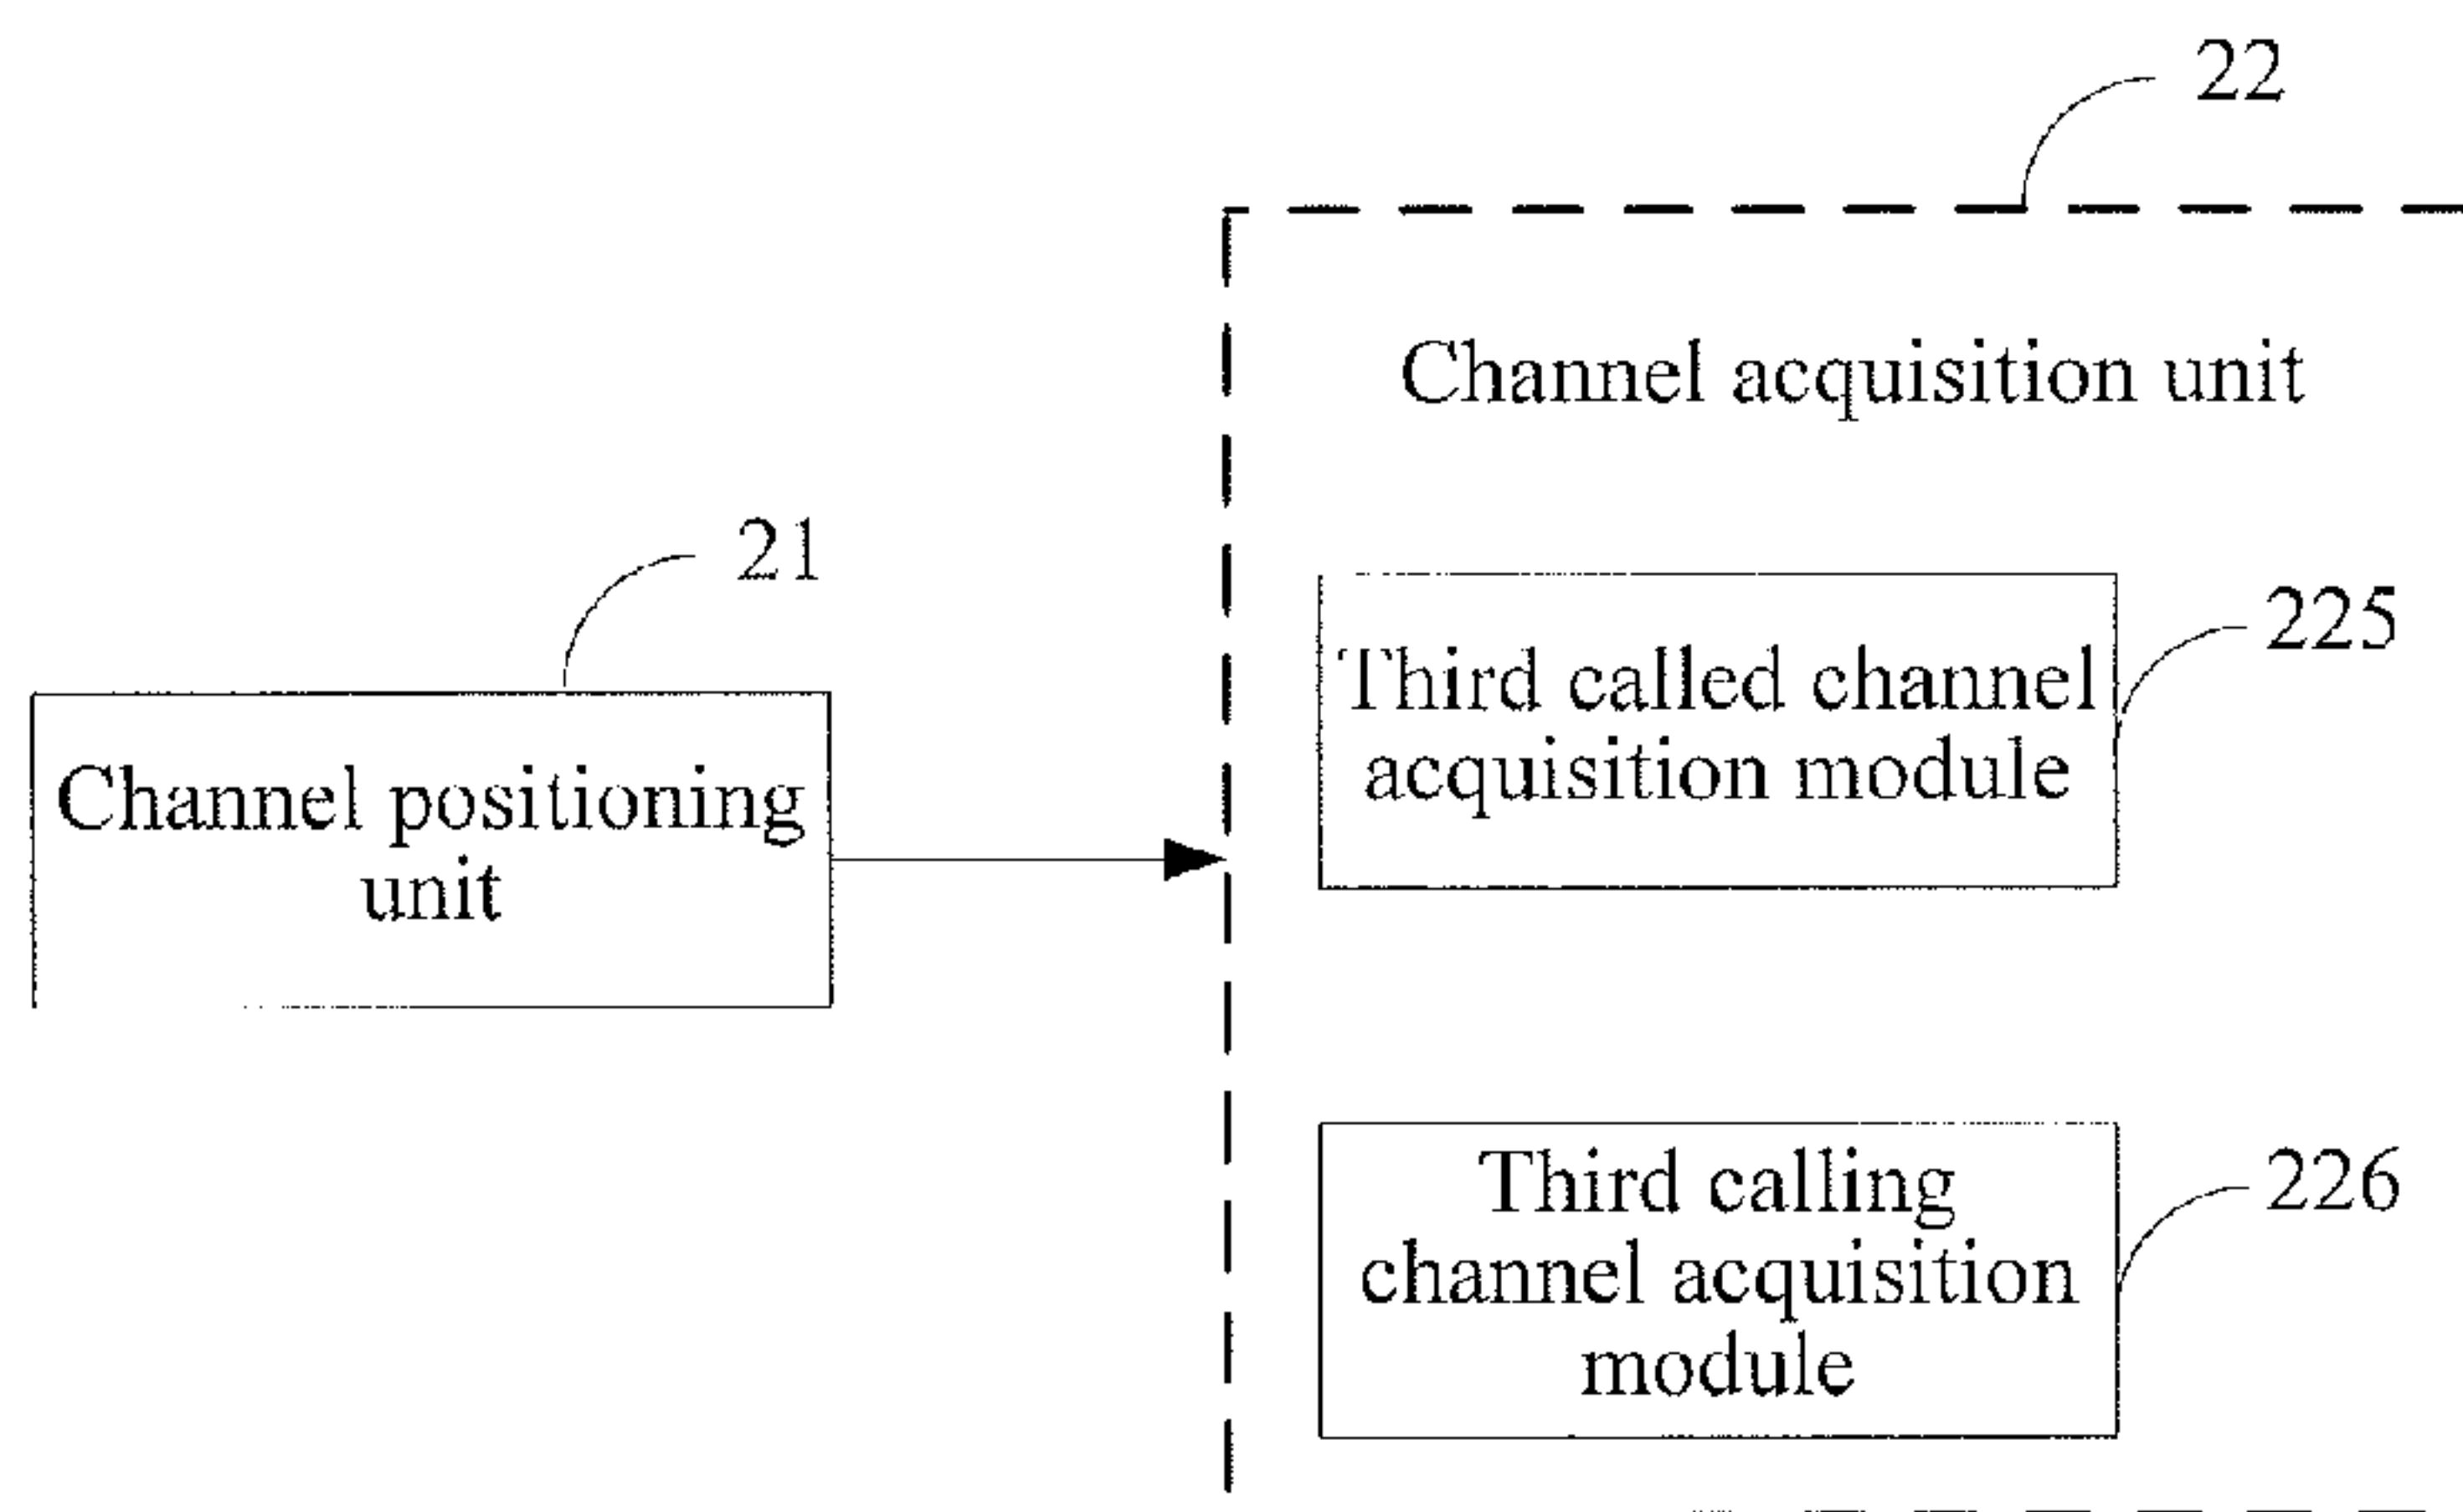 22
Channel acquisition unit
21
225
Third called channel
acquisition module
Channel positioning
unit
226
Third calling
channel acquisition
module